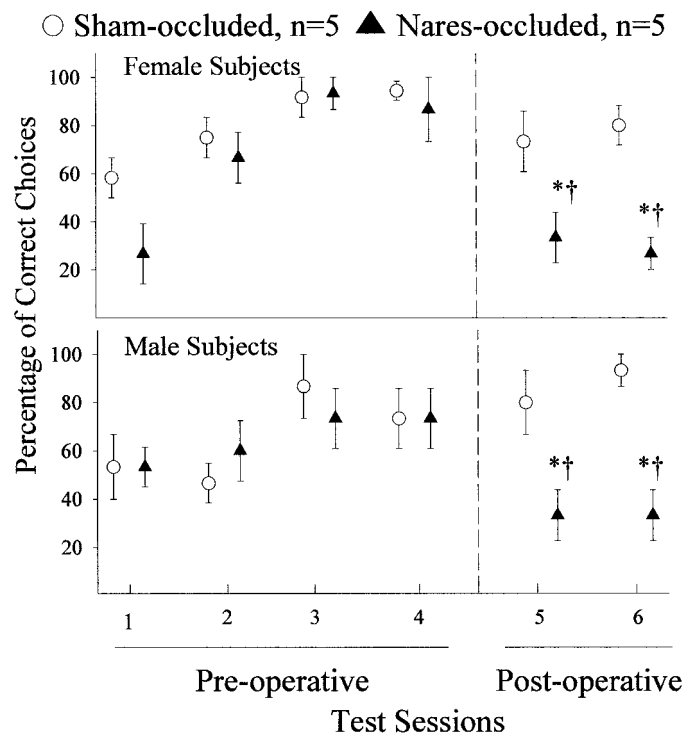 Sham-occluded, n=5 Nares-occluded, n=5
Female Subjects
100
80
60
40
20
*†
*†
Percentage of Correct Choices
Male Subjects
100
80
60
40
20
*†
*†
1 2 3 4 5 6
Pre-operative Post-operative
Test Sessions